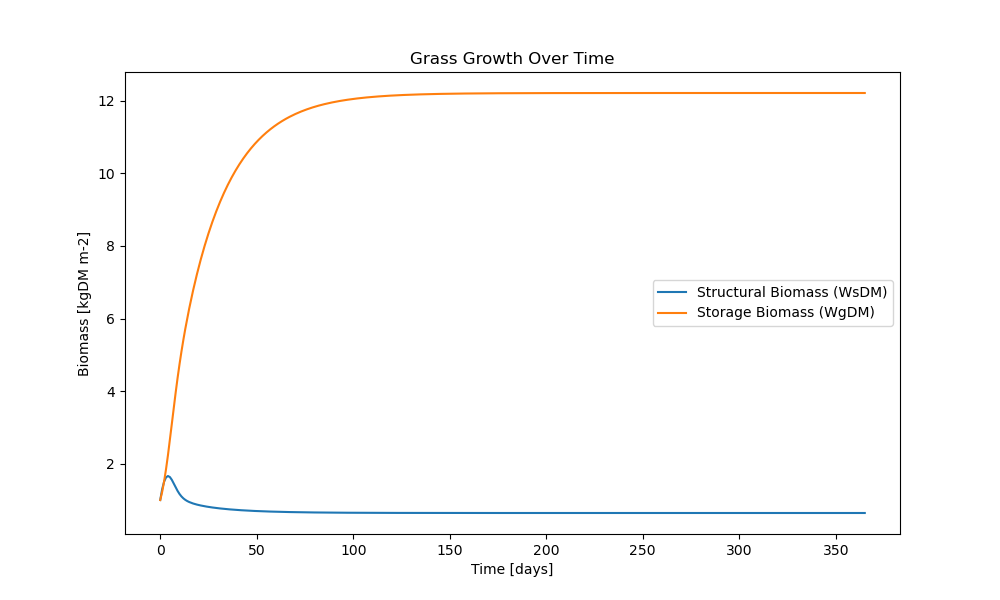 Grass Growth Over Time
Biomass [kgDM m-2]
12
10
8
6
4
2
Structural Biomass (WsDM)
Storage Biomass (WgDM)
0 50 100 150 200 250 300 350
Time [days]